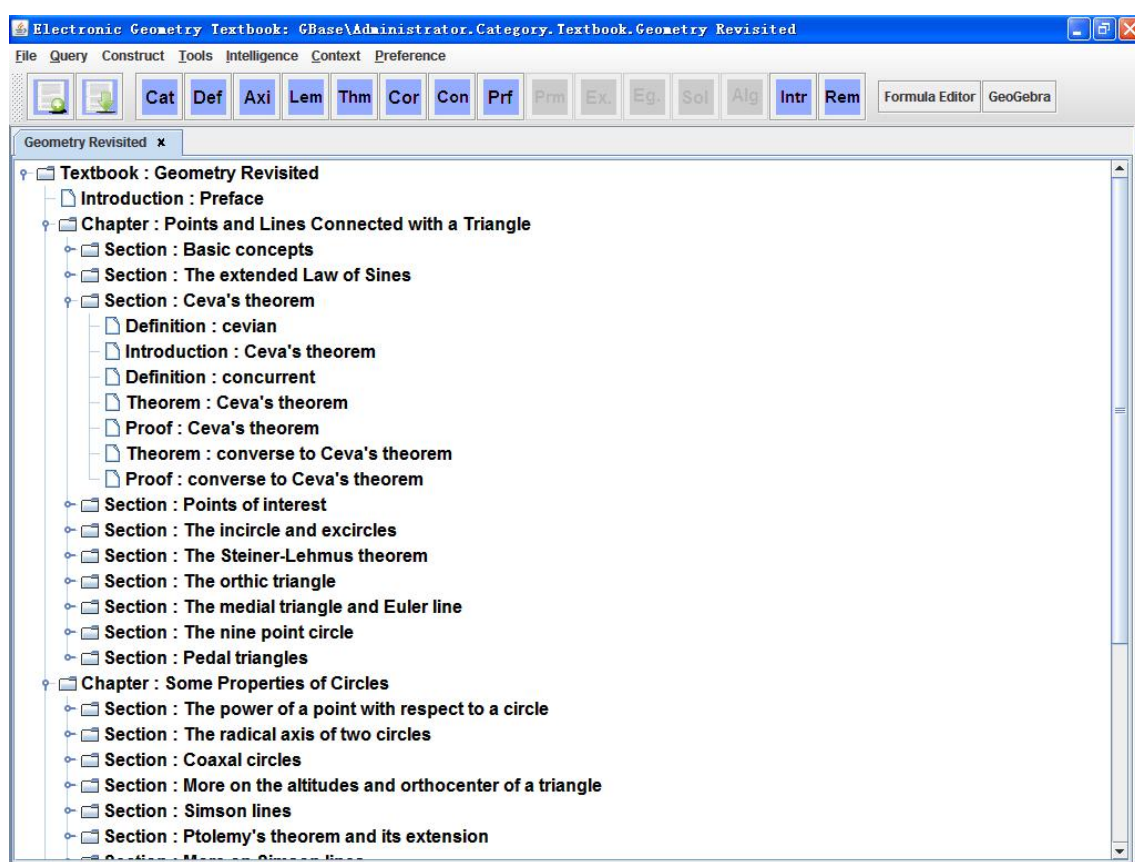 Electronic Geometry Textbook: GBase\Administrator.Category.Textbook.Geometry Revisited
File Query Construct Tools Intelligence Context Preference
Cat Def Axi Lem Thm Cor Con Prf Prm Ex. Eg. Sol Alg Intr Rem Formula Editor GeoGebra
Geometry Revisited x
Textbook : Geometry Revisited
Introduction : Preface
Chapter : Points and Lines Connected with a Triangle
Section : Basic concepts
Section : The extended Law of Sines
Section : Ceva's theorem
Definition : cevian
Introduction : Ceva's theorem
Definition : concurrent
Theorem : Ceva's theorem
Proof : Ceva's theorem
Theorem : converse to Ceva's theorem
Proof : converse to Ceva's theorem
Section : Points of interest
Section : The incircle and excircles
Section : The Steiner-Lehmus theorem
Section : The orthic triangle
Section : The medial triangle and Euler line
Section : The nine point circle
Section : Pedal triangles
Chapter : Some Properties of Circles
Section : The power of a point with respect to a circle
Section : The radical axis of two circles
Section : Coaxal circles
Section : More on the altitudes and orthocenter of a triangle
Section : Simson lines
Section : Ptolemy's theorem and its extension
Section : More on Simson lines